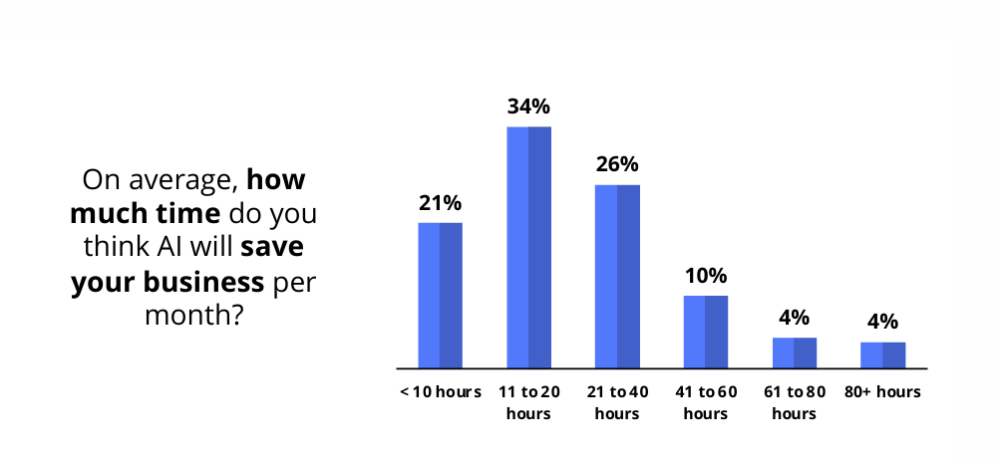 On average, how
much time do you
think AI will save
your business per
month?
34%
26%
21%
10%
4%
4%
< 10 hours
11 to 20
hours
21 to 40
hours
41 to 60
hours
61 to 80
hours
80+ hours